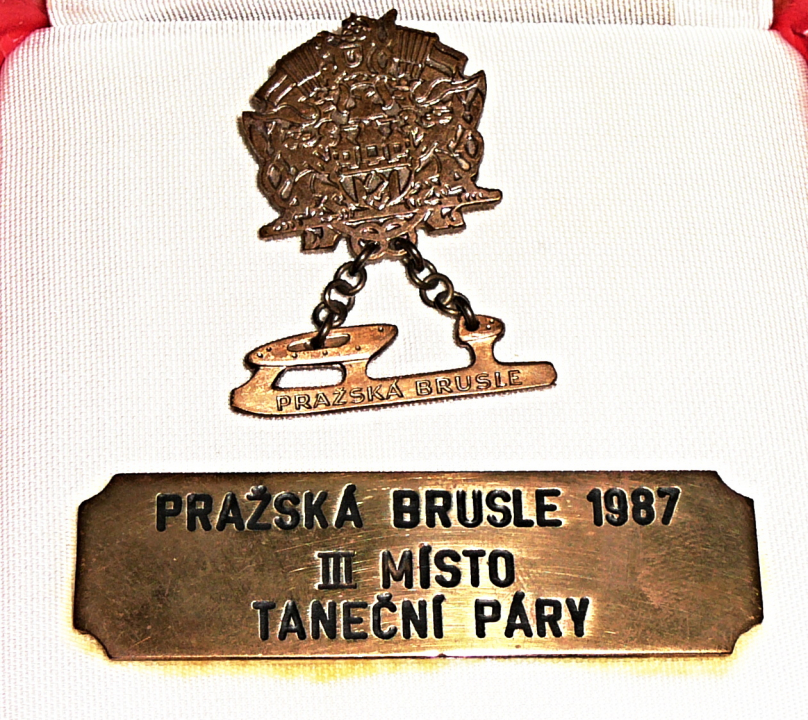 PRAŽSKÁ BRUSLE
PRAŽSKÁ BRUSLE 1987
III MÍSTO
TANEČNÍ PÁRY